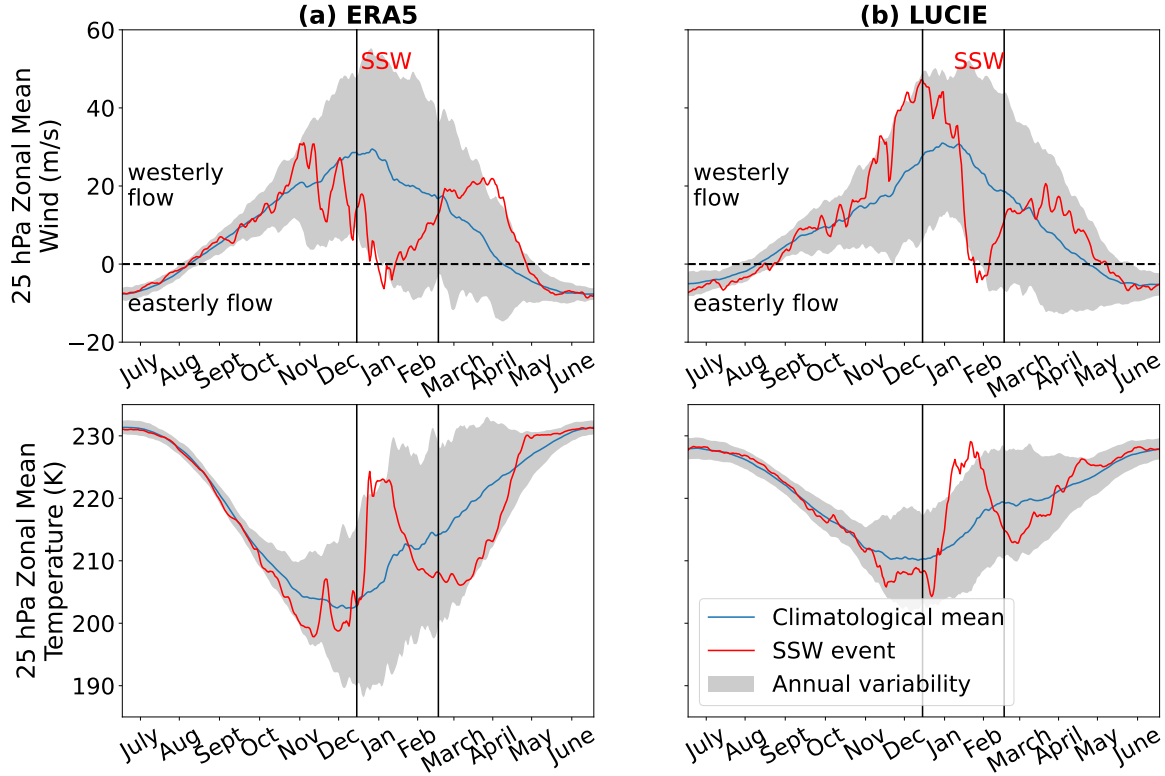 (a) ERA5
(b) LUCIE
25 hPa Zonal Mean
Wind (m/s)
60
40
20
0
−20
SSW
westerly
flow
easterly flow
July
Aug
Sept
Oct
Nov
Dec
Jan
Feb
March
April
May
June
SSW
westerly
flow
easterly flow
July
Aug
Sept
Oct
Nov
Dec
Jan
Feb
March
April
May
June
25 hPa Zonal Mean
Temperature (K)
230
220
210
200
190
July
Aug
Sept
Oct
Nov
Dec
Jan
Feb
March
April
May
June
Climatological mean
SSW event
Annual variability
July
Aug
Sept
Oct
Nov
Dec
Jan
Feb
March
April
May
June